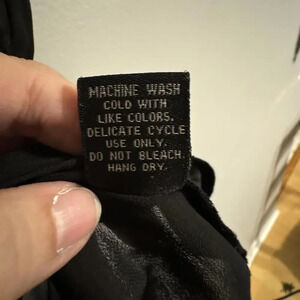 MACHINE WASH
COLD WITH
LIKE COLORS.
DELICATE CYCLE
USE ONLY.
DO NOT BLEACH.
HANG DRY.